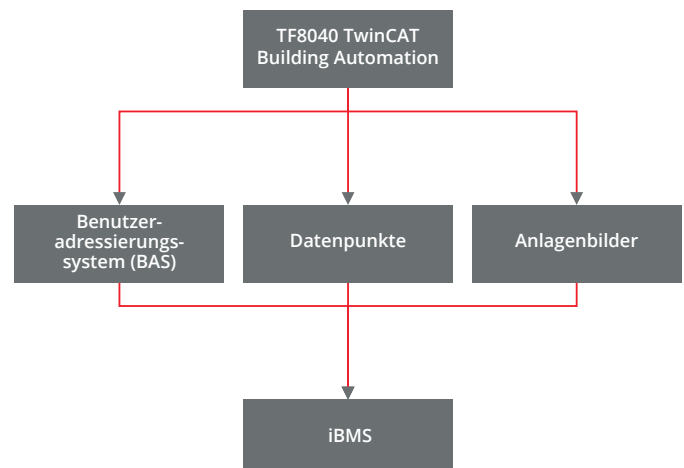 TF8040 TwinCAT
Building Automation
Benutzer-
adressierungs-
system (BAS)
Datenpunkte
Anlagenbilder
iBMS